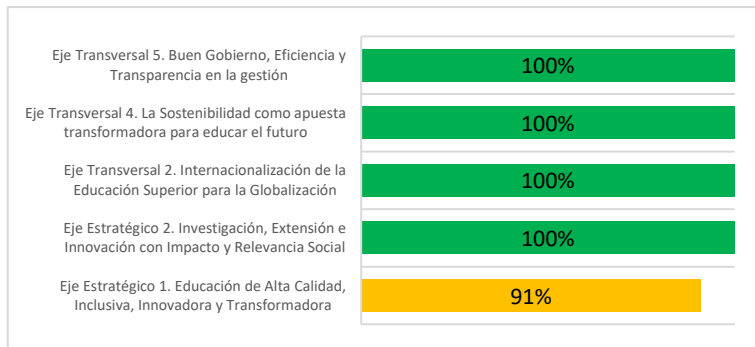 Eje Transversal 5. Buen Gobierno, Eficiencia y
Transparencia en la gestión
100%
Eje Transversal 4. La Sostenibilidad como apuesta
transformadora para educar el futuro
100%
Eje Transversal 2. Internacionalización de la
Educación Superior para la Globalización
100%
Eje Estratégico 2. Investigación, Extensión e
Innovación con Impacto y Relevancia Social
100%
Eje Estratégico 1. Educación de Alta Calidad,
Inclusiva, Innovadora y Transformadora
91%